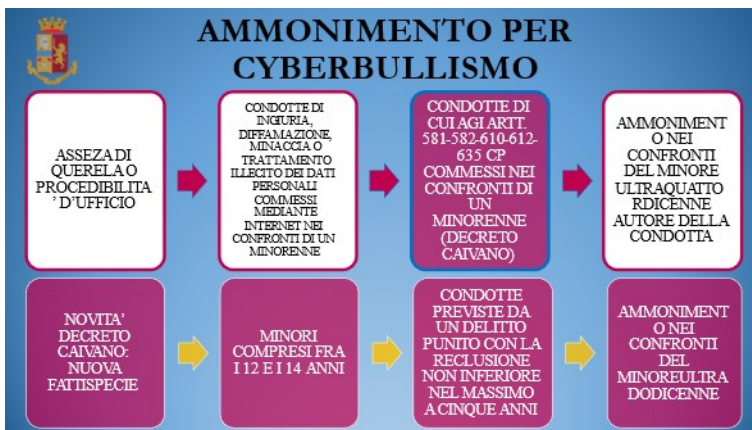 AMMONIMENTO PER
CYBERBULLISMO
ASSEZA DI
QUERELA O
PROCEDIBILITA
' D'UFFICIO
CONDOTTE DI
INGIURIA,
DIFFAMAZIONE,
MINACCIA O
TRATTAMENTO
ILLECITO DEI DATI
PERSONALI
COMMESSI
MEDIANTE
INTERNET NEI
CONFRONTI DI UN
MINORENNE
CONDOTTE DI
CUI AGI ARTT.
581-582-610-612-
635 CP
COMMESSI NEI
CONFRONTI DI
UN
MINORENNE
(DECRETO
CAIVANO)
AMMONIMENT
O NEI
CONFRONTI
DEL MINORE
ULTRAQUATTO
RDICENNE
AUTORE DELLA
CONDOTTA
NOVITA'
DECRETO
CAIVANO:
NUOVA
FATTISPECIE
MINORI
COMPRESI FRA
I 12 E I 14 ANNI
CONDOTTE
PREVISTE DA
UN DELITTO
PUNITO CON LA
RECLUSIONE
NON INFERIORE
NEL MASSIMO
A CINQUE ANNI
AMMONIMENT
O NEI
CONFRONTI
DEL
MINOREULTRA
DODICENNE